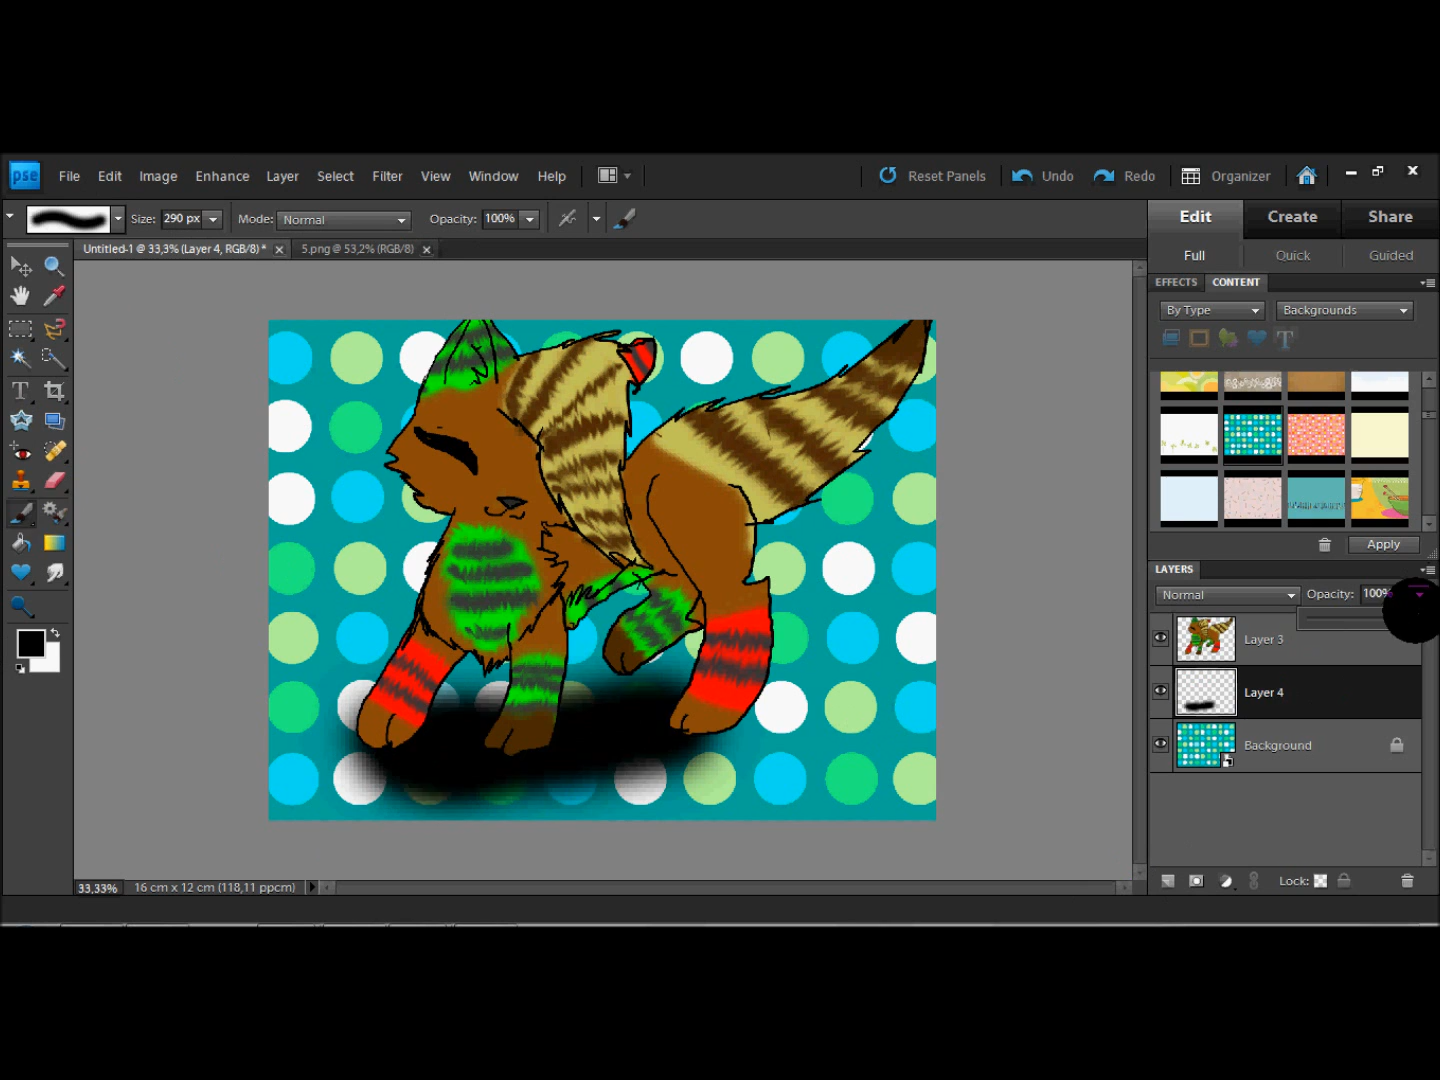 pse File Edit Image Enhance Layer Select Filter View Window Help Reset Panels Undo Redo Organizer
Size: 290 px Mode: Normal Opacity: 100%
Edit Create Share
Untitled-1 @ 33,3% (Layer 4, RGB/8) * 5.png @ 53,2% (RGB/8)
Full Quick Guided
EFFECTS CONTENT
By Type Backgrounds
T
T
Apply
LAYERS
Normal Opacity: 100%
Layer 3
Layer 4
Background
Lock:
33,33% 16 cm x 12 cm (118,11 ppcm)